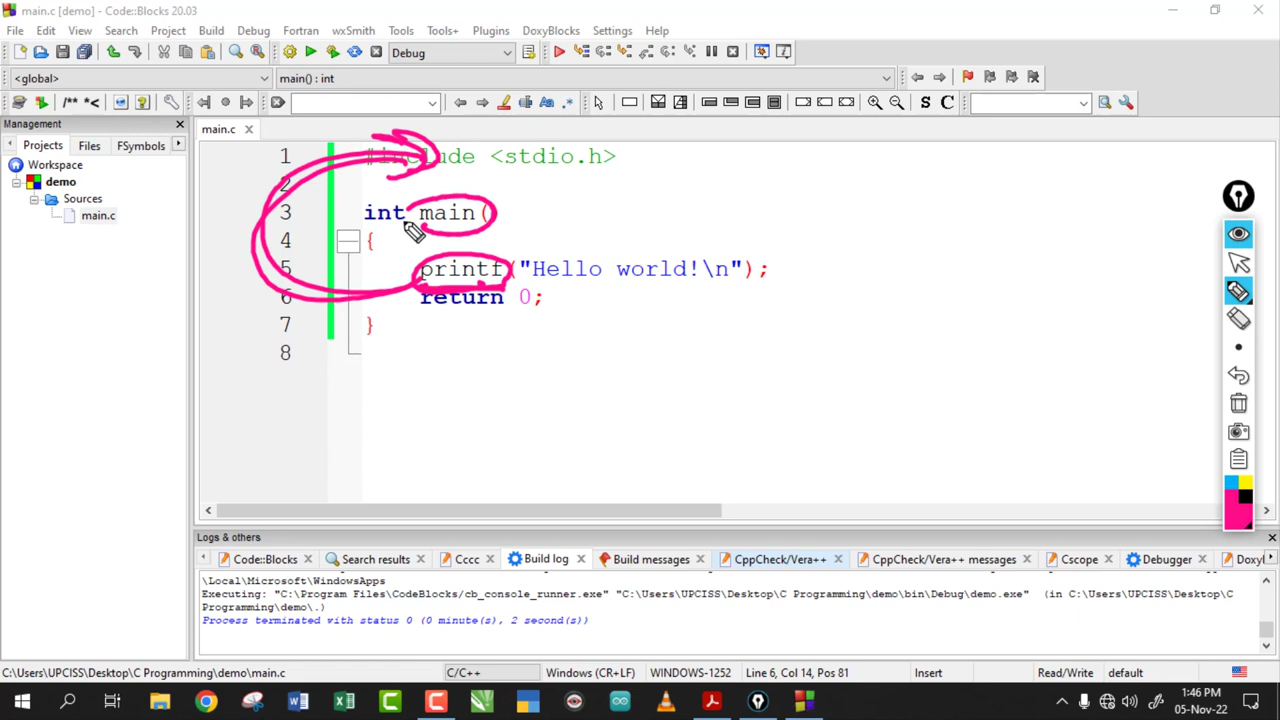 main.c [demo] - Code::Blocks 20.03
File Edit View Search Project Build Debug Fortran wxSmith Tools Tools+ Plugins DoxyBlocks Settings Help
Debug
<global> main() : int
/** *< Aa .* S C
Management
main.c
Projects Files FSymbols
Workspace
demo
Sources
main.c
1 #include <stdio.h>
2
3 int main(
4 {
5 printf("Hello world!\n");
6 return 0;
7 }
8
Logs & others
Code::Blocks Search results Cccc Build log Build messages CppCheck/Vera++ CppCheck/Vera++ messages Cscope Debugger
\Local\Microsoft\WindowsApps
Executing: "C:\Program Files\CodeBlocks/cb_console_runner.exe" "C:\Users\UPCISS\Desktop\C Programming\demo\bin\Debug\demo.exe" (in C:\Users\UPCISS\Desktop\C
Programming\demo\.)
Process terminated with status 0 (0 minute(s), 2 second(s))
C:\Users\UPCISS\Desktop\C Programming\demo\main.c C/C++ Windows (CR+LF) WINDOWS-1252 Line 6, Col 14, Pos 81 Insert Read/Write default
1:46 PM
05-Nov-22